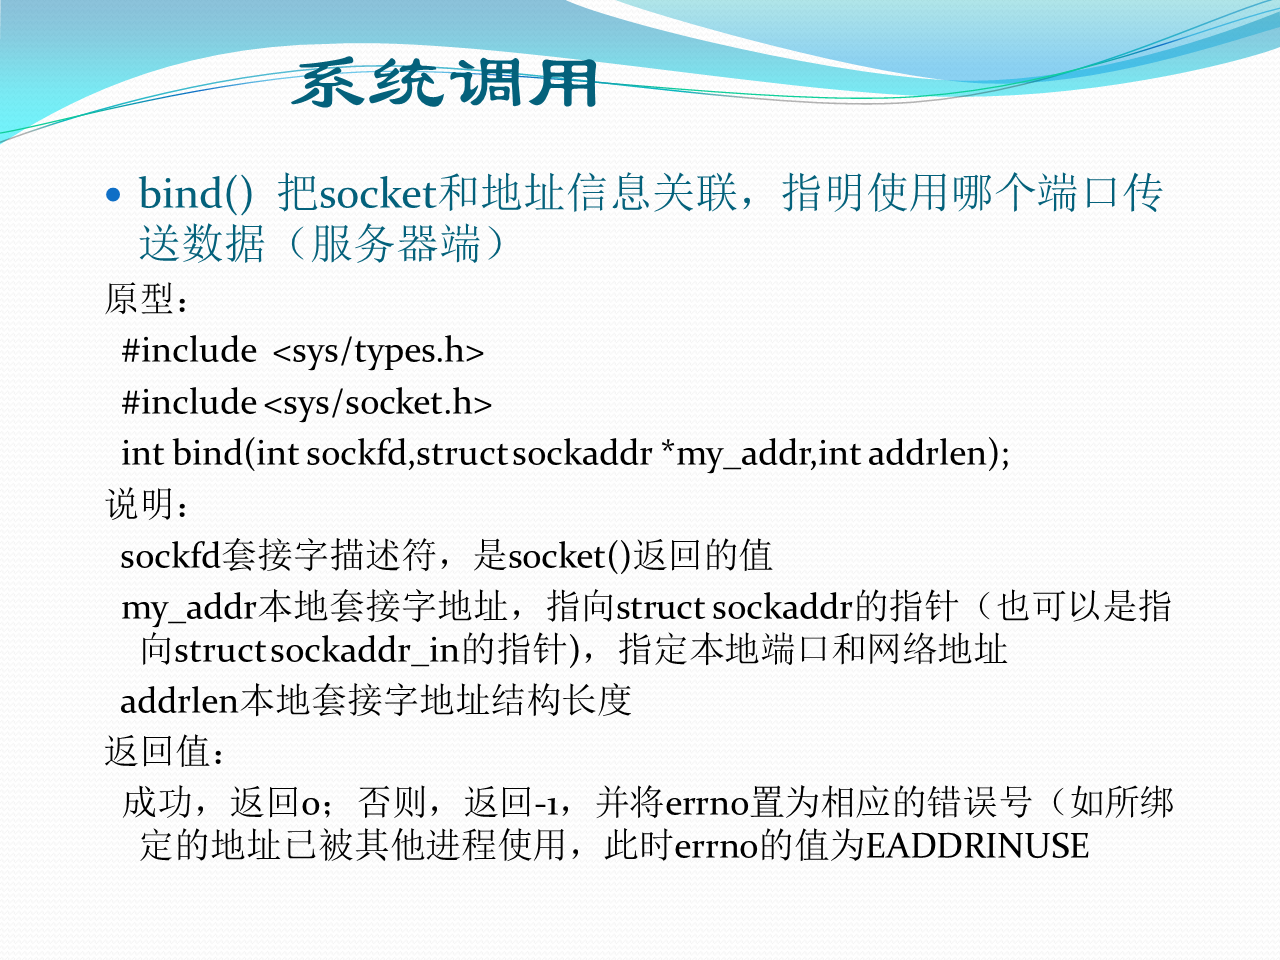 系统调用
bind() 把socket和地址信息关联，指明使用哪个端口传
送数据（服务器端）
原型：
#include <sys/types.h>
#include <sys/socket.h>
int bind(int sockfd,struct sockaddr *my_addr,int addrlen);
说明：
sockfd套接字描述符，是socket()返回的值
my_addr本地套接字地址，指向struct sockaddr的指针（也可以是指
向struct sockaddr_in的指针)，指定本地端口和网络地址
addrlen本地套接字地址结构长度
返回值：
成功，返回0；否则，返回-1，并将errno置为相应的错误号（如所绑
定的地址已被其他进程使用，此时errno的值为EADDRINUSE